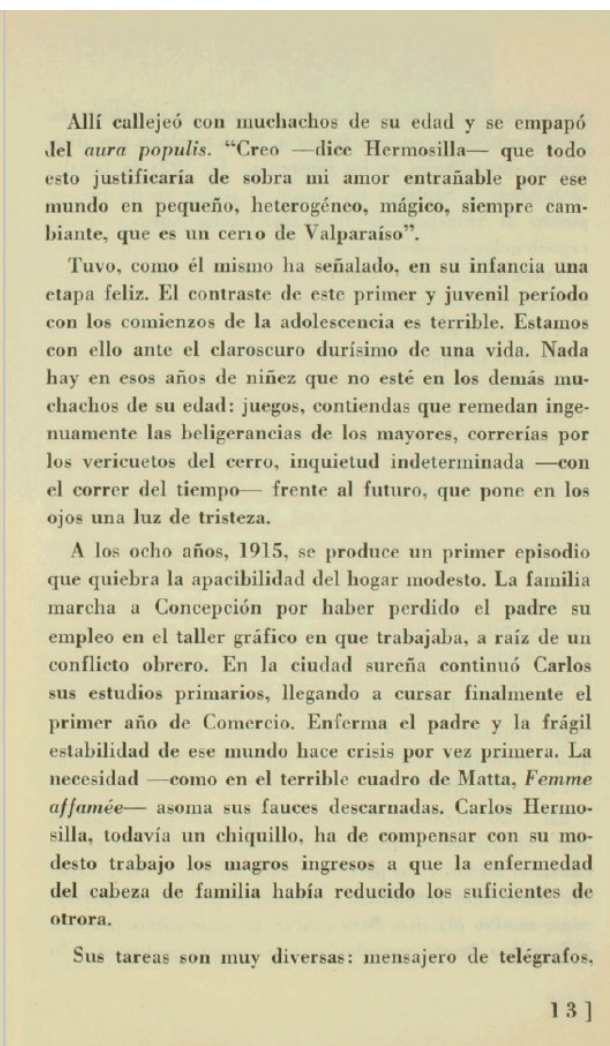 Allí callejeó con muchachos de su edad y se empapó
del aura populis. “Creo —dice Hermosilla— que todo
esto justificaría de sobra mi amor entrañable por ese
mundo en pequeño, heterogéneo, mágico, siempre cam-
biante, que es un cerro de Valparaíso”.
Tuvo, como él mismo ha señalado, en su infancia una
etapa feliz. El contraste de este primer y juvenil período
con los comienzos de la adolescencia es terrible. Estamos
con ello ante el claroscuro durísimo de una vida. Nada
hay en esos años de niñez que no esté en los demás mu-
chachos de su edad: juegos, contiendas que remedan inge-
nuamente las beligerancias de los mayores, correrías por
los vericuetos del cerro, inquietud indeterminada —con
el correr del tiempo— frente al futuro, que pone en los
ojos una luz de tristeza.
A los ocho años, 1915, se produce un primer episodio
que quiebra la apacibilidad del hogar modesto. La familia
marcha a Concepción por haber perdido el padre su
empleo en el taller gráfico en que trabajaba, a raíz de un
conflicto obrero. En la ciudad sureña continuó Carlos
sus estudios primarios, llegando a cursar finalmente el
primer año de Comercio. Enferma el padre y la frágil
estabilidad de ese mundo hace crisis por vez primera. La
necesidad —como en el terrible cuadro de Matta, Femme
affamée— asoma sus fauces descarnadas. Carlos Hermo-
silla, todavía un chiquillo, ha de compensar con su mo-
desto trabajo los magros ingresos a que la enfermedad
del cabeza de familia había reducido los suficientes de
otrora.
Sus tareas son muy diversas: mensajero de telégrafos,
13]